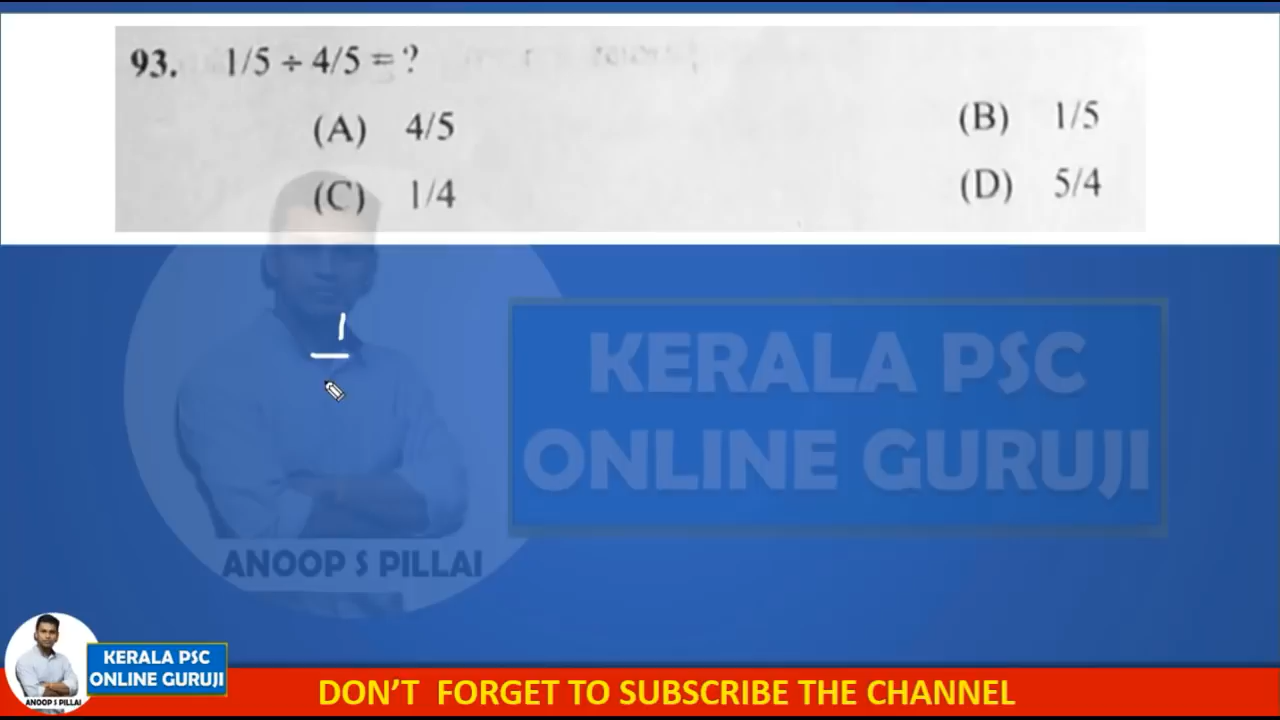 93. 1/5 ÷ 4/5 = ?
(A) 4/5
(B) 1/5
(C) 1/4
(D) 5/4
1
KERALA PSC
ONLINE GURUJI
ANOOP S PILLAI
KERALA PSC
ONLINE GURUJI
ANOOP S PILLAI
DON'T FORGET TO SUBSCRIBE THE CHANNEL